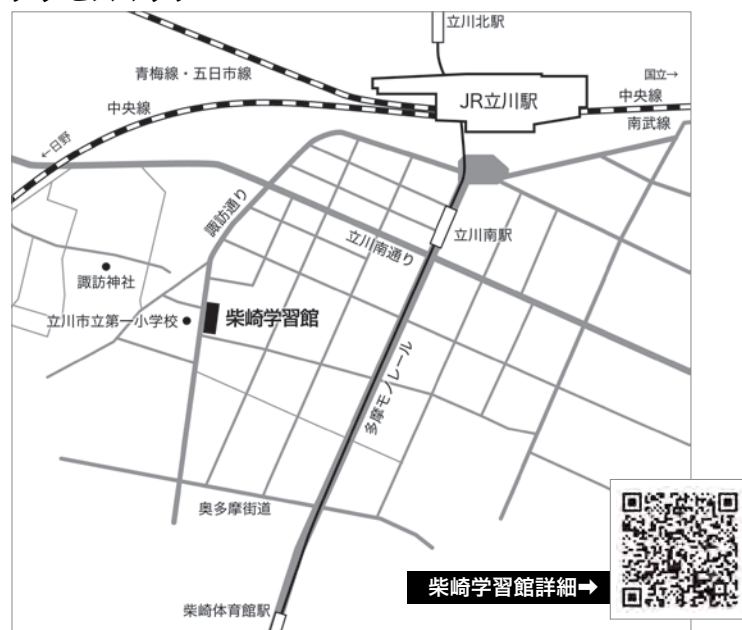 立川北駅
青梅線・五日市線
国立→
JR立川駅
中央線
中央線
南武線
←日野
諏訪通り
立川南駅
立川南通り
諏訪神社
柴崎学習館
立川市立第一小学校
多摩モノレール
奥多摩街道
柴崎学習館詳細➡
柴崎体育館駅